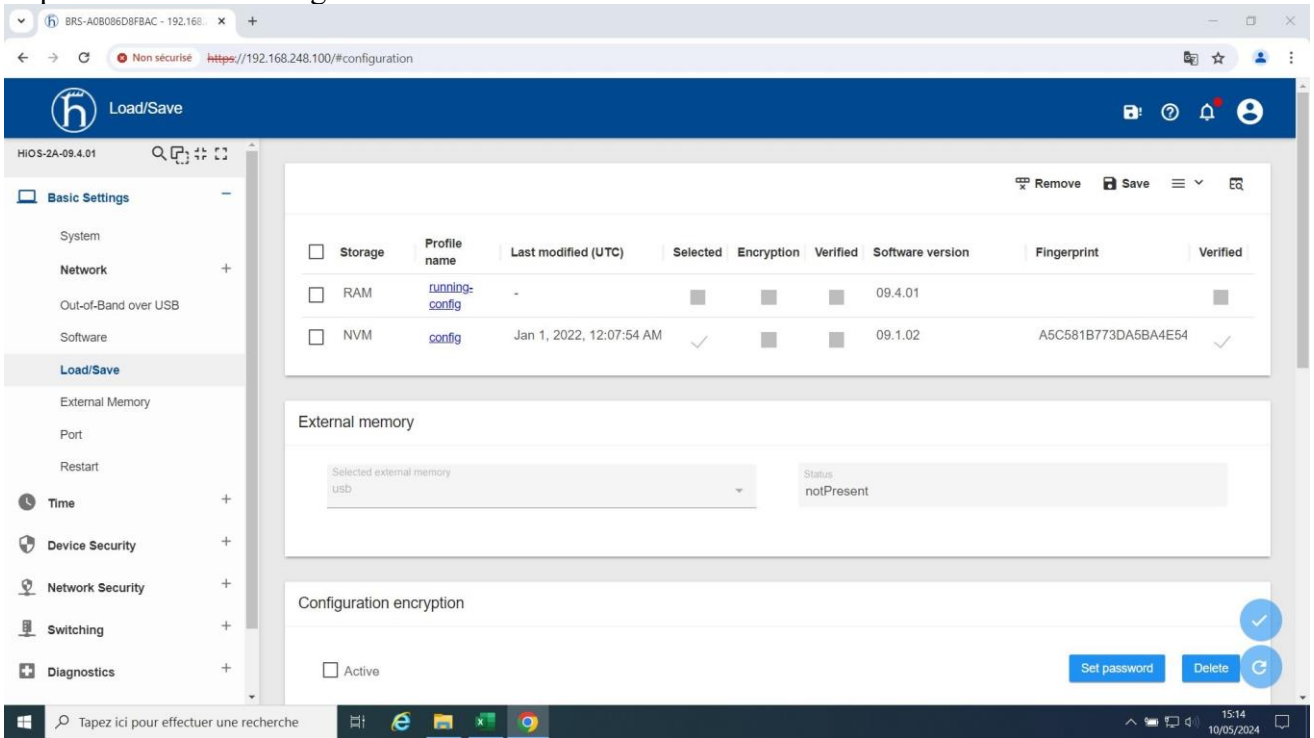 BRS-A0B086D8FBAC - 192.168.
Non sécurisé https://192.168.248.100/#configuration
Load/Save
HiOS-2A-09.4.01
Basic Settings
System
Network
Out-of-Band over USB
Software
Load/Save
External Memory
Port
Restart
Time
Device Security
Network Security
Switching
Diagnostics
Remove Save
Storage Profile name Last modified (UTC) Selected Encryption Verified Software version Fingerprint Verified
RAM running-config - 09.4.01
NVM config Jan 1, 2022, 12:07:54 AM 09.1.02 A5C581B773DA5BA4E54
External memory
Selected external memory
usb
Status
notPresent
Configuration encryption
Active
Set password Delete
Tapez ici pour effectuer une recherche
15:14
10/05/2024